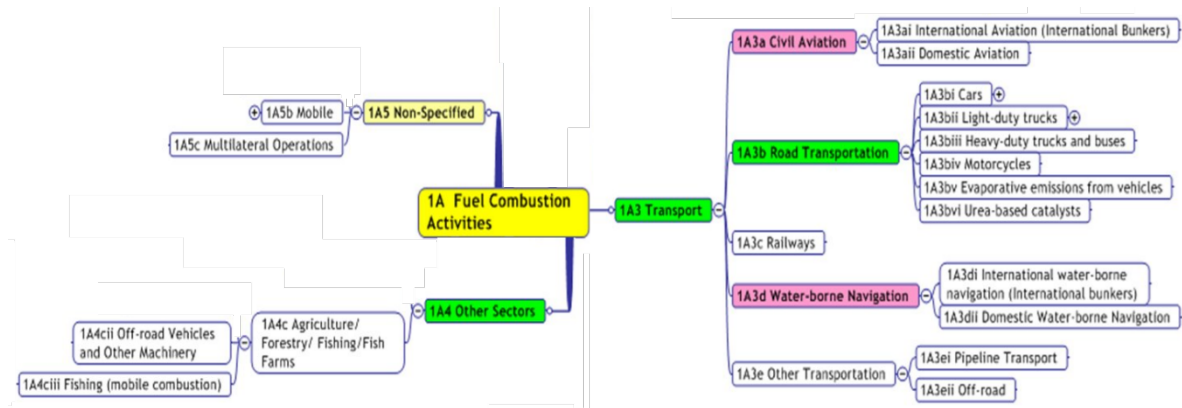 1A Fuel Combustion
Activities
1A5 Non-Specified
1A5b Mobile
1A5c Multilateral Operations
1A4 Other Sectors
1A4c Agriculture/
Forestry/ Fishing/Fish
Farms
1A4cii Off-road Vehicles
and Other Machinery
1A4ciii Fishing (mobile combustion)
1A3 Transport
1A3a Civil Aviation
1A3ai International Aviation (International Bunkers)
1A3aii Domestic Aviation
1A3b Road Transportation
1A3bi Cars
1A3bii Light-duty trucks
1A3biii Heavy-duty trucks and buses
1A3biv Motorcycles
1A3bv Evaporative emissions from vehicles
1A3bvi Urea-based catalysts
1A3c Railways
1A3d Water-borne Navigation
1A3di International water-borne
navigation (International bunkers)
1A3dii Domestic Water-borne Navigation
1A3e Other Transportation
1A3ei Pipeline Transport
1A3eii Off-road